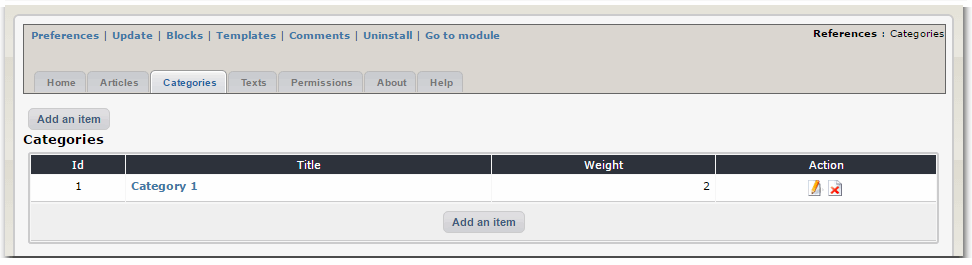 Preferences | Update | Blocks | Templates | Comments | Uninstall | Go to module
References : Categories
Home Articles Categories Texts Permissions About Help
Add an item
Categories
Id Title Weight Action
1 Category 1 2
Add an item